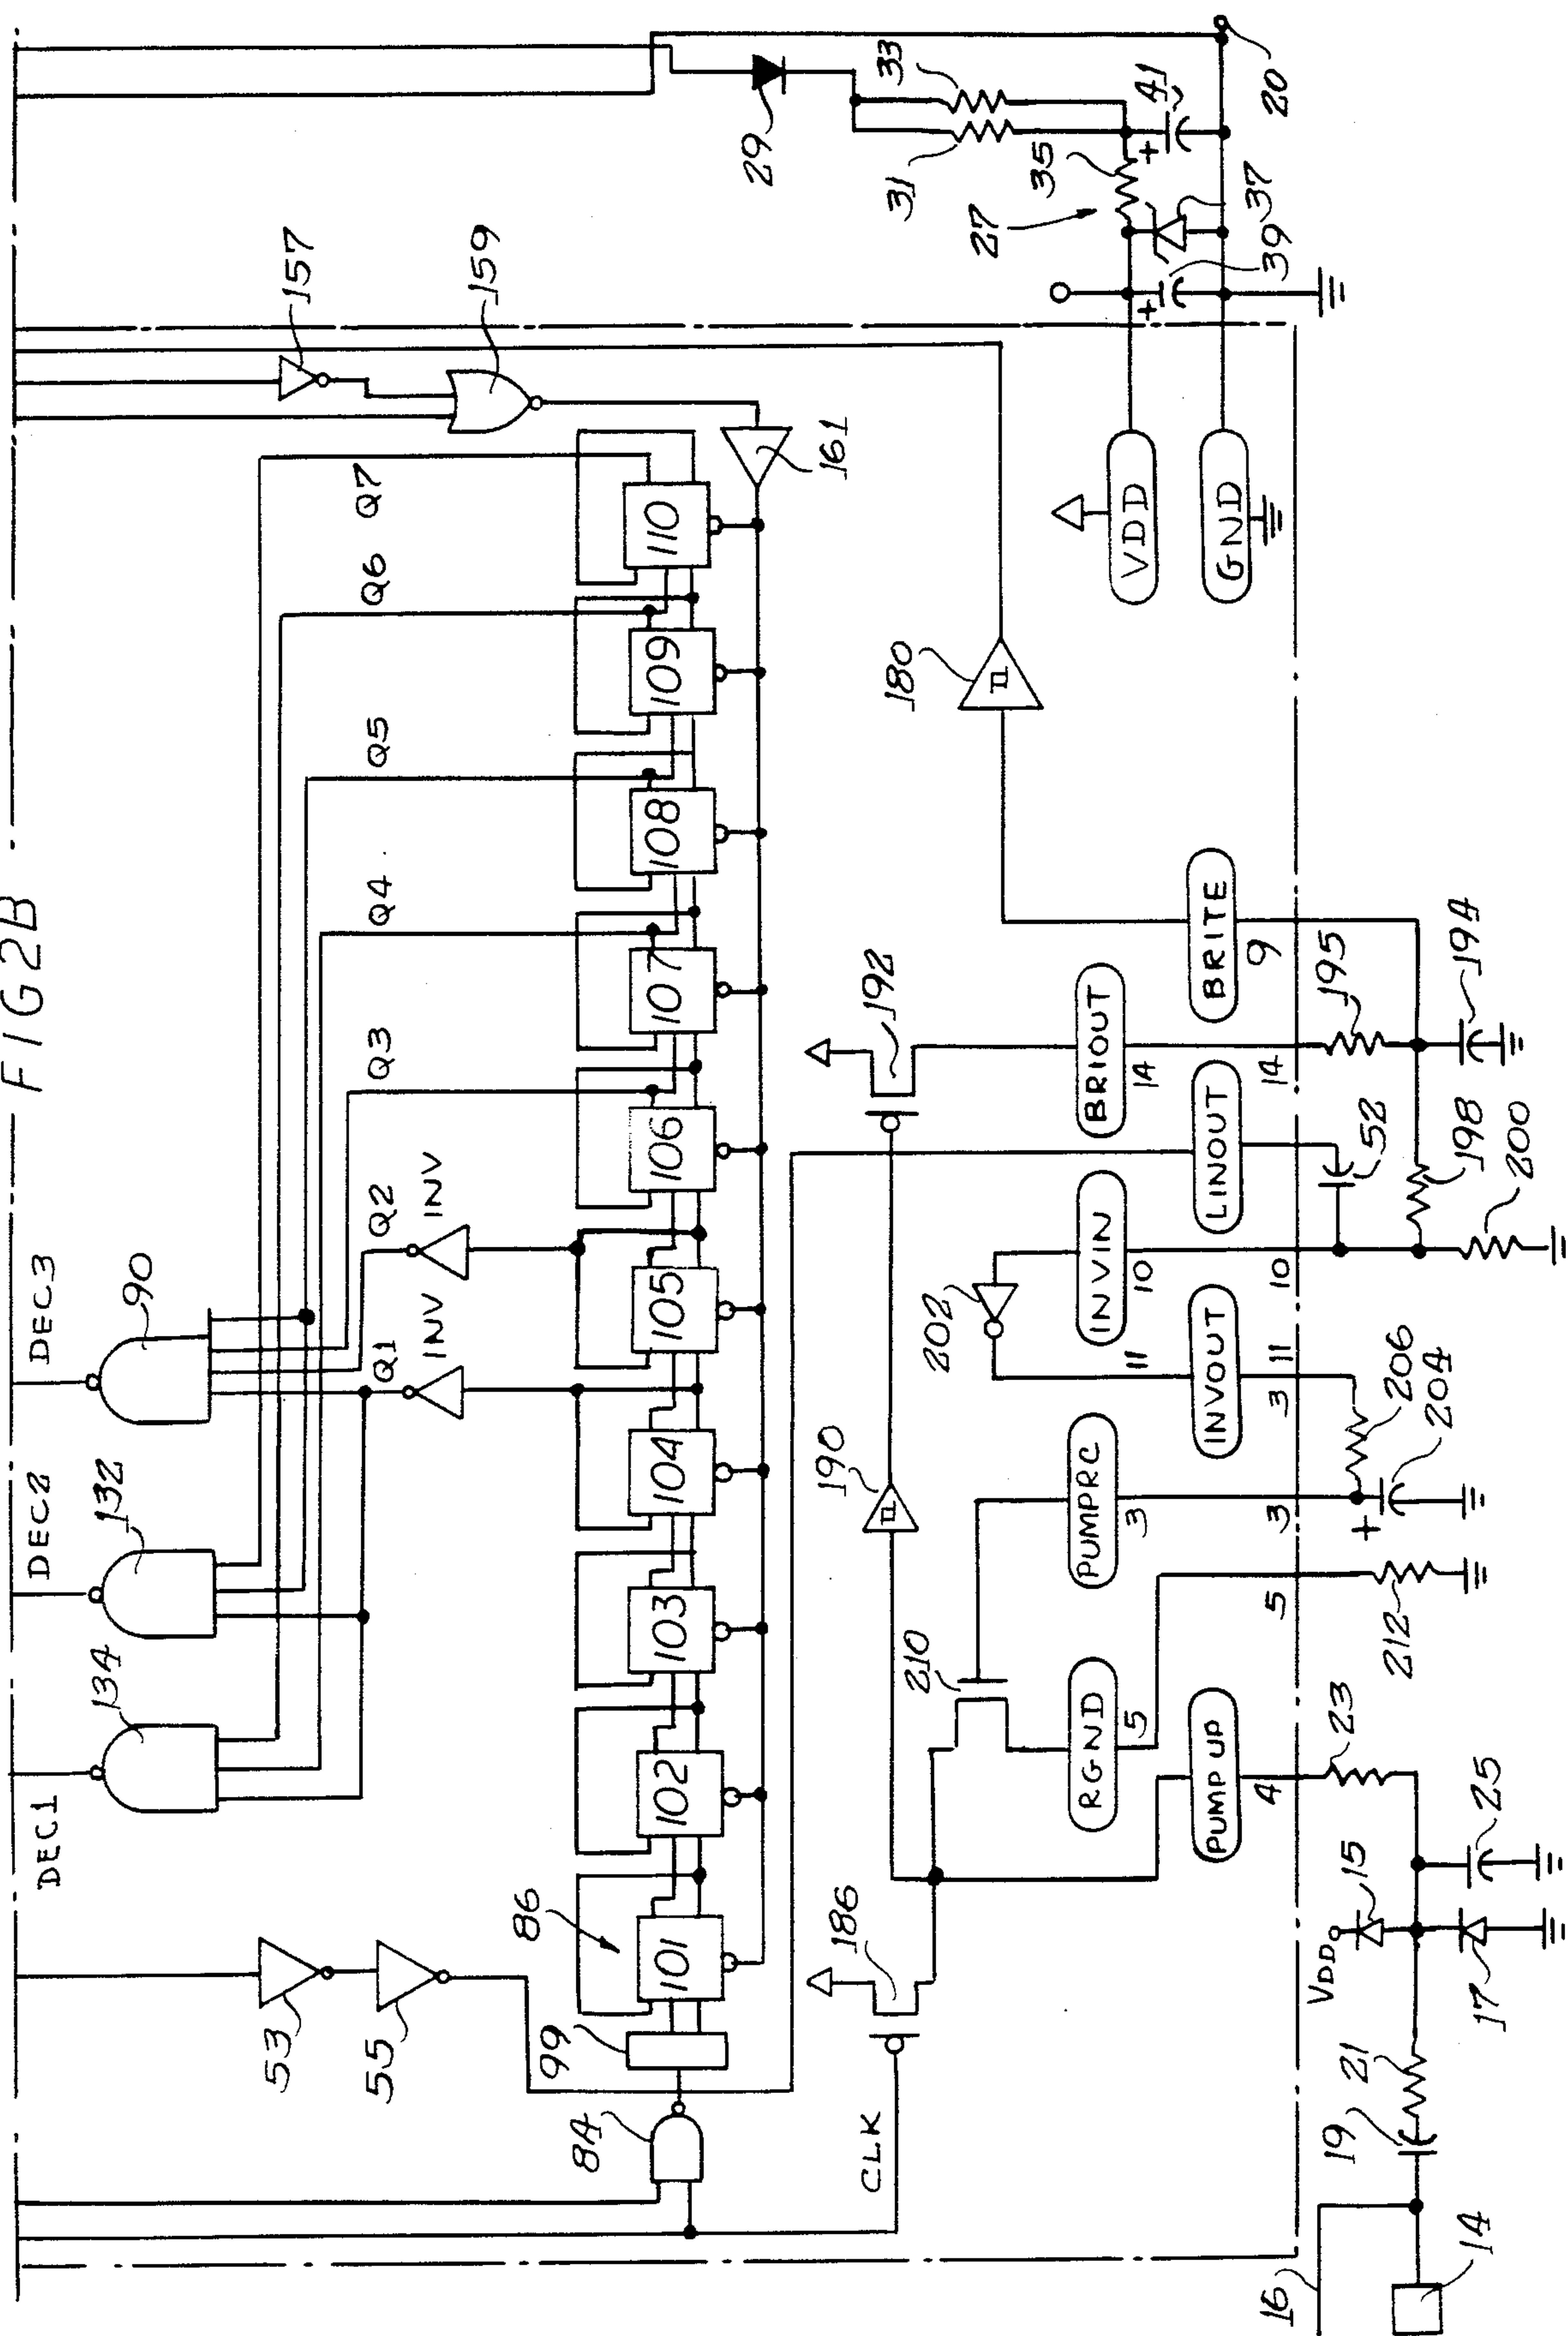 FIG2B
DEC1
DEC2
DEC3
134
132
90
Q1
Q2
Q3
Q4
Q5
Q6
Q7
INV
INV
157
159
161
53
55
86
99
84
101
102
103
104
105
106
107
108
109
110
CLK
186
190
210
192
202
180
29
31
33
35
41
20
27
37
39
VDD
GND
PUMP UP
4
RGND
5
5
PUMPRC
3
3
INVOUT
11
11
3
INVIN
10
10
LINOUT
BRIOUT
14
14
BRITE
9
16
14
19
21
VDD
15
17
25
23
212
+
204
206
52
198
200
195
194
+
+